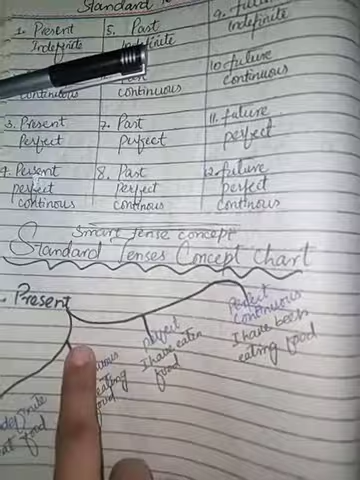 Standard
1. Present
Indefinite
5. Past
Indefinite
9. future
indefinite
continuous
continuous
10. future
continuous
3. Present
Perfect
7. Past
Perfect
11. future
perfect
4. Present
perfect
continous
8. Past
perfect
continous
12. future
perfect
continous
Smart tense concept
Standard Tenses Concept Chart
Present
Perfect
I have eaten
food
Perfect
Continuous
I have been
eating food
eating
food
food